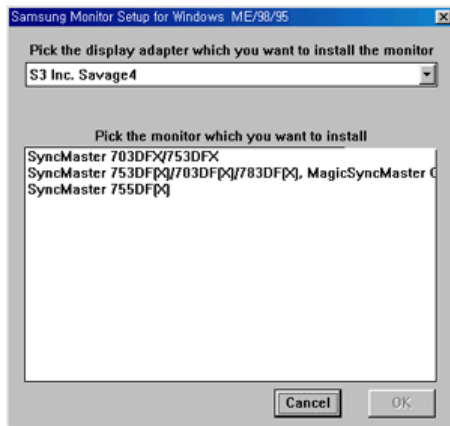 Samsung Monitor Setup for Windows ME/98/95
Pick the display adapter which you want to install the monitor
S3 Inc. Savage4
Pick the monitor which you want to install
SyncMaster 703DFX/753DFX
SyncMaster 753DF[X]/703DF[X]/783DF[X], MagicSyncMaster C
SyncMaster 755DF[X]
Cancel
OK